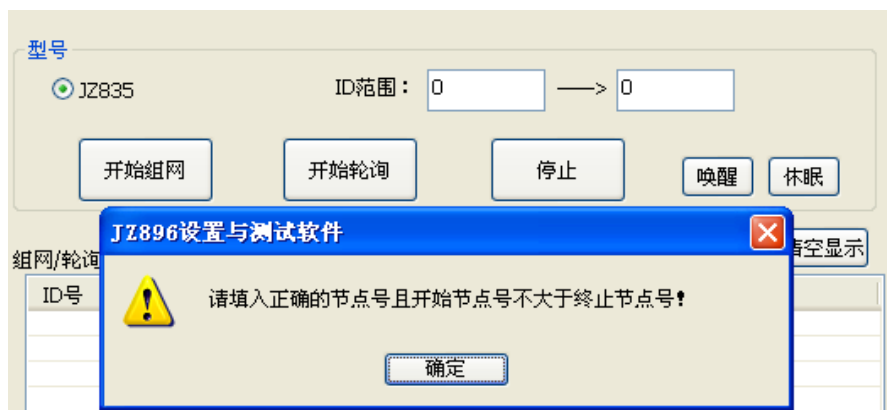 型号
JZ835
ID范围： 0 ——> 0
开始组网 开始轮询 停止 唤醒 休眠
JZ896设置与测试软件
组网/轮询
清空显示
ID号
请填入正确的节点号且开始节点号不大于终止节点号！
确定